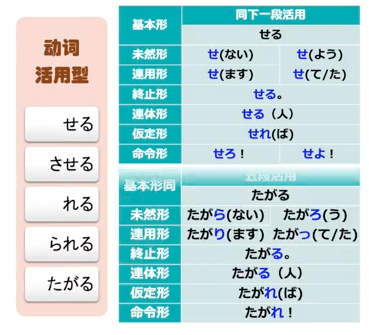 动词
活用型
せる
させる
れる
られる
たがる
基本形 同下一段活用
せる
未然形 せ(ない) せ(よう)
連用形 せ(ます) せ(て/た)
終止形 せる。
連体形 せる（人）
仮定形 せれ(ば)
命令形 せろ！ せよ！
基本形同 五段活用
たがる
未然形 たがら(ない) たがろ(う)
連用形 たがり(ます) たがっ(て/た)
終止形 たがる。
連体形 たがる（人）
仮定形 たがれ(ば)
命令形 たがれ！